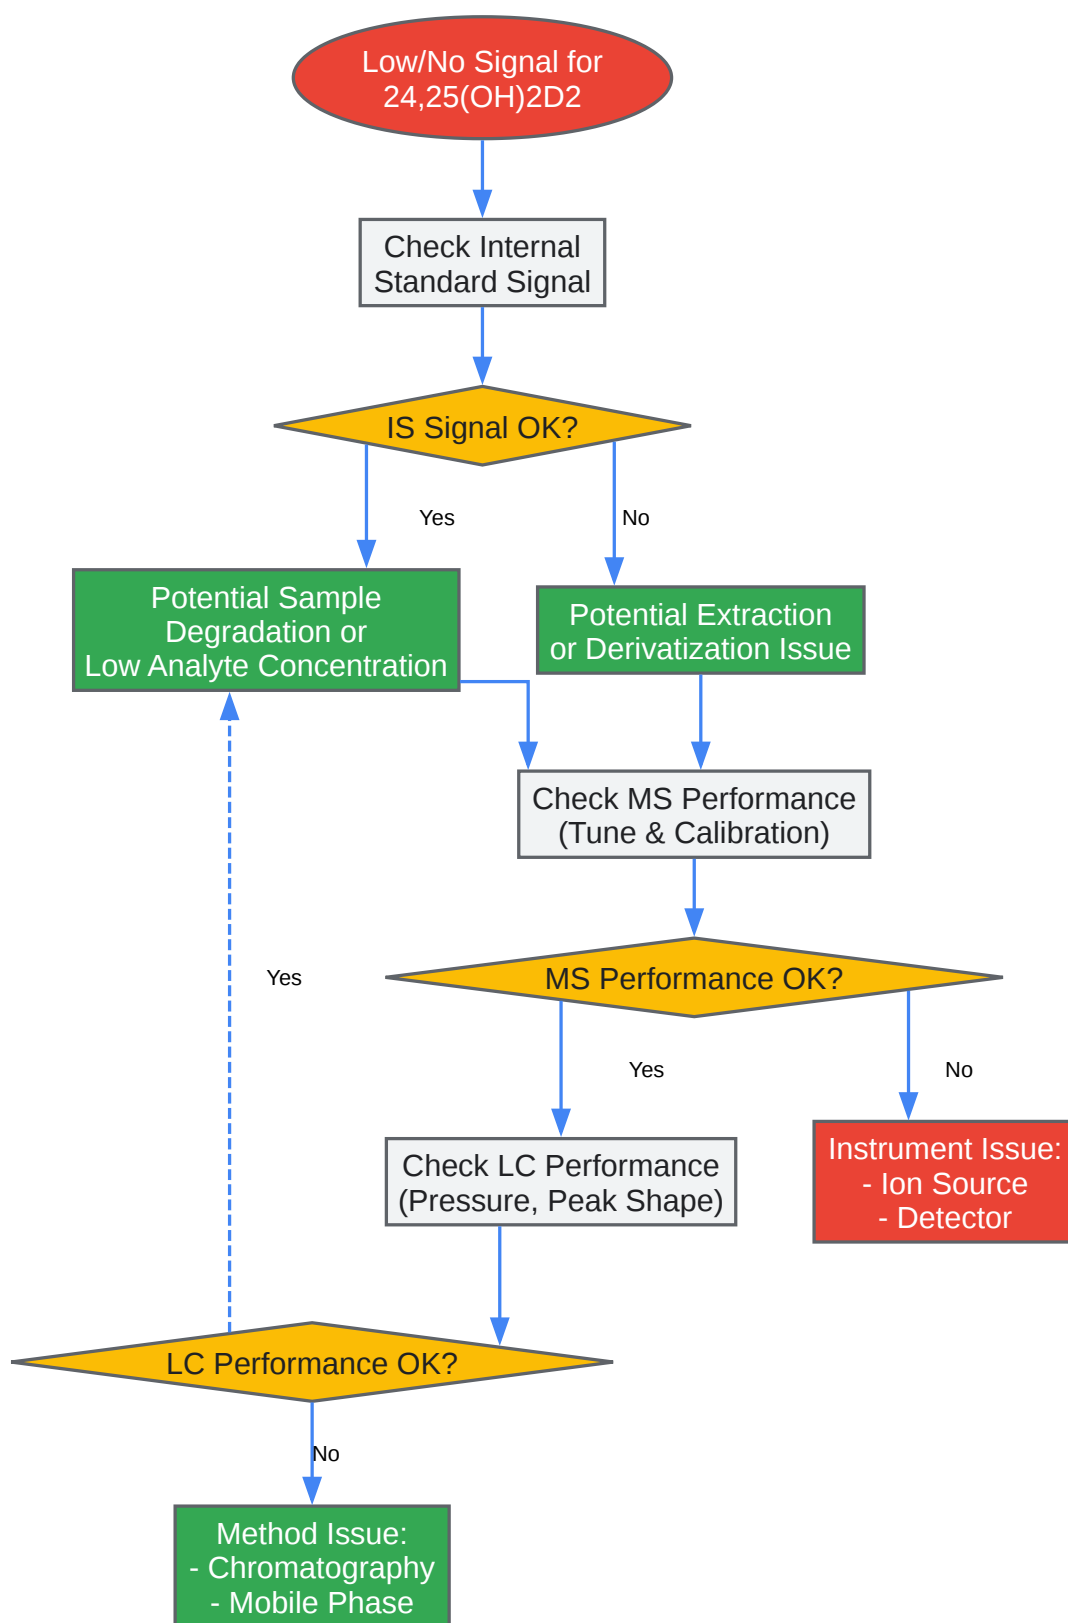 Low/No Signal for
24,25(OH)2D2
Check Internal
Standard Signal
IS Signal OK?
Yes
No
Potential Sample
Degradation or
Low Analyte Concentration
Potential Extraction
or Derivatization Issue
Check MS Performance
(Tune & Calibration)
MS Performance OK?
Yes
Yes
No
Check LC Performance
(Pressure, Peak Shape)
Instrument Issue:
- Ion Source
- Detector
LC Performance OK?
No
Method Issue:
- Chromatography
- Mobile Phase